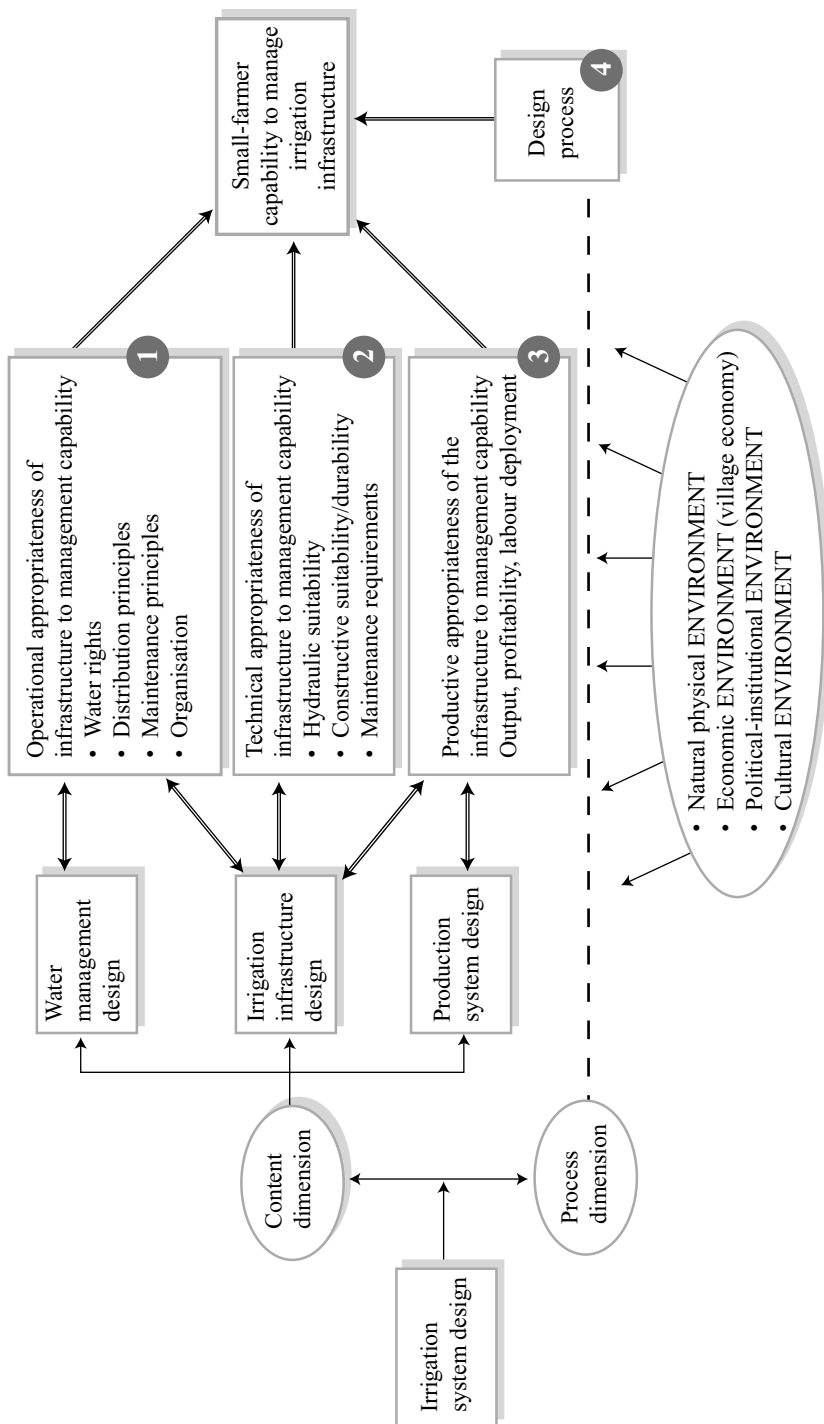 Irrigation
system design
Content
dimension
Process
dimension
Water
management
design
Irrigation
infrastructure
design
Production
system design
Operational appropriateness of
infrastructure to management capability
• Water rights
• Distribution principles
• Maintenance principles
• Organisation
1
Technical appropriateness of
infrastructure to management capability
• Hydraulic suitability
• Constructive suitability/durability
• Maintenance requirements
2
Productive appropriateness of the
infrastructure to management capability
Output, profitability, labour deployment
3
Small-farmer
capability to manage
irrigation
infrastructure
Design
process
4
• Natural physical ENVIRONMENT
• Economic ENVIRONMENT (village economy)
• Political-institutional ENVIRONMENT
• Cultural ENVIRONMENT